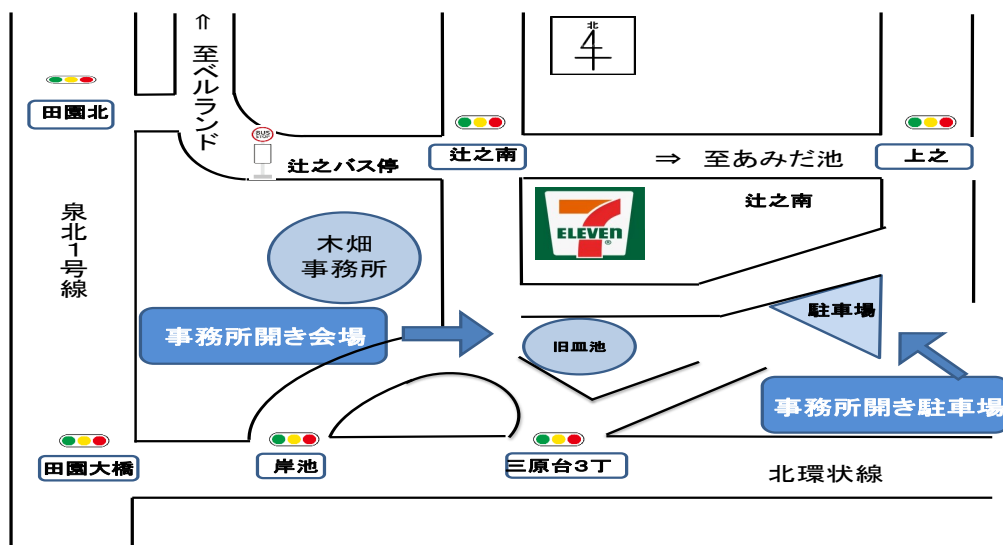 北
⇐ 至ベルランド
田園北
BUS STOP
辻之バス停
辻之南
⇒ 至あみだ池
上之
泉北1号線
木畑
事務所
7
ELEVEN
®
辻之南
事務所開き会場
旧皿池
駐車場
事務所開き駐車場
田園大橋
岸池
三原台3丁
北環状線